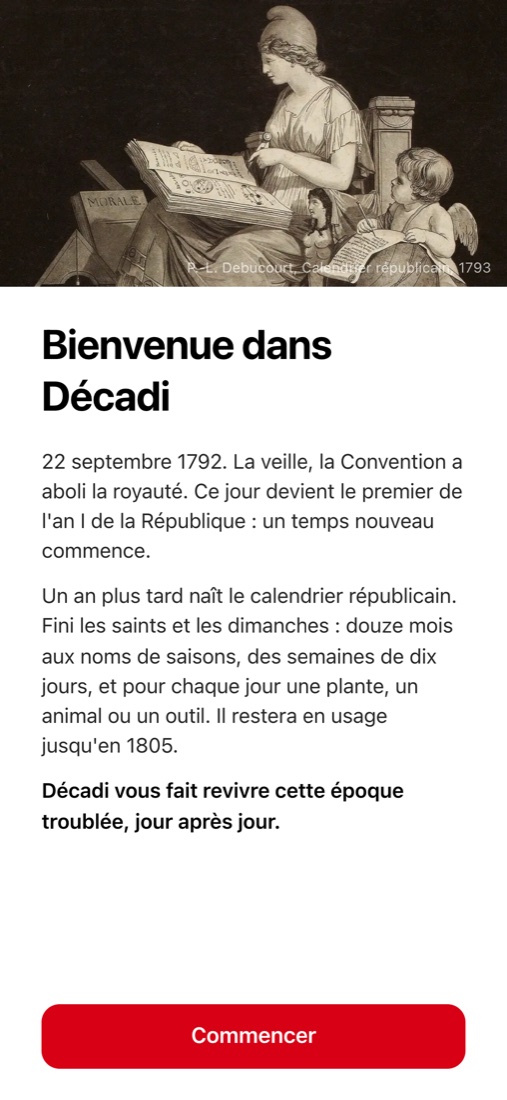 MORALE
P.-L. Debucourt, Calendrier républicain, 1793
Bienvenue dans
Décadi
22 septembre 1792. La veille, la Convention a
aboli la royauté. Ce jour devient le premier de
l'an I de la République : un temps nouveau
commence.
Un an plus tard naît le calendrier républicain.
Fini les saints et les dimanches : douze mois
aux noms de saisons, des semaines de dix
jours, et pour chaque jour une plante, un
animal ou un outil. Il restera en usage
jusqu'en 1805.
Décadi vous fait revivre cette époque
troublée, jour après jour.
Commencer